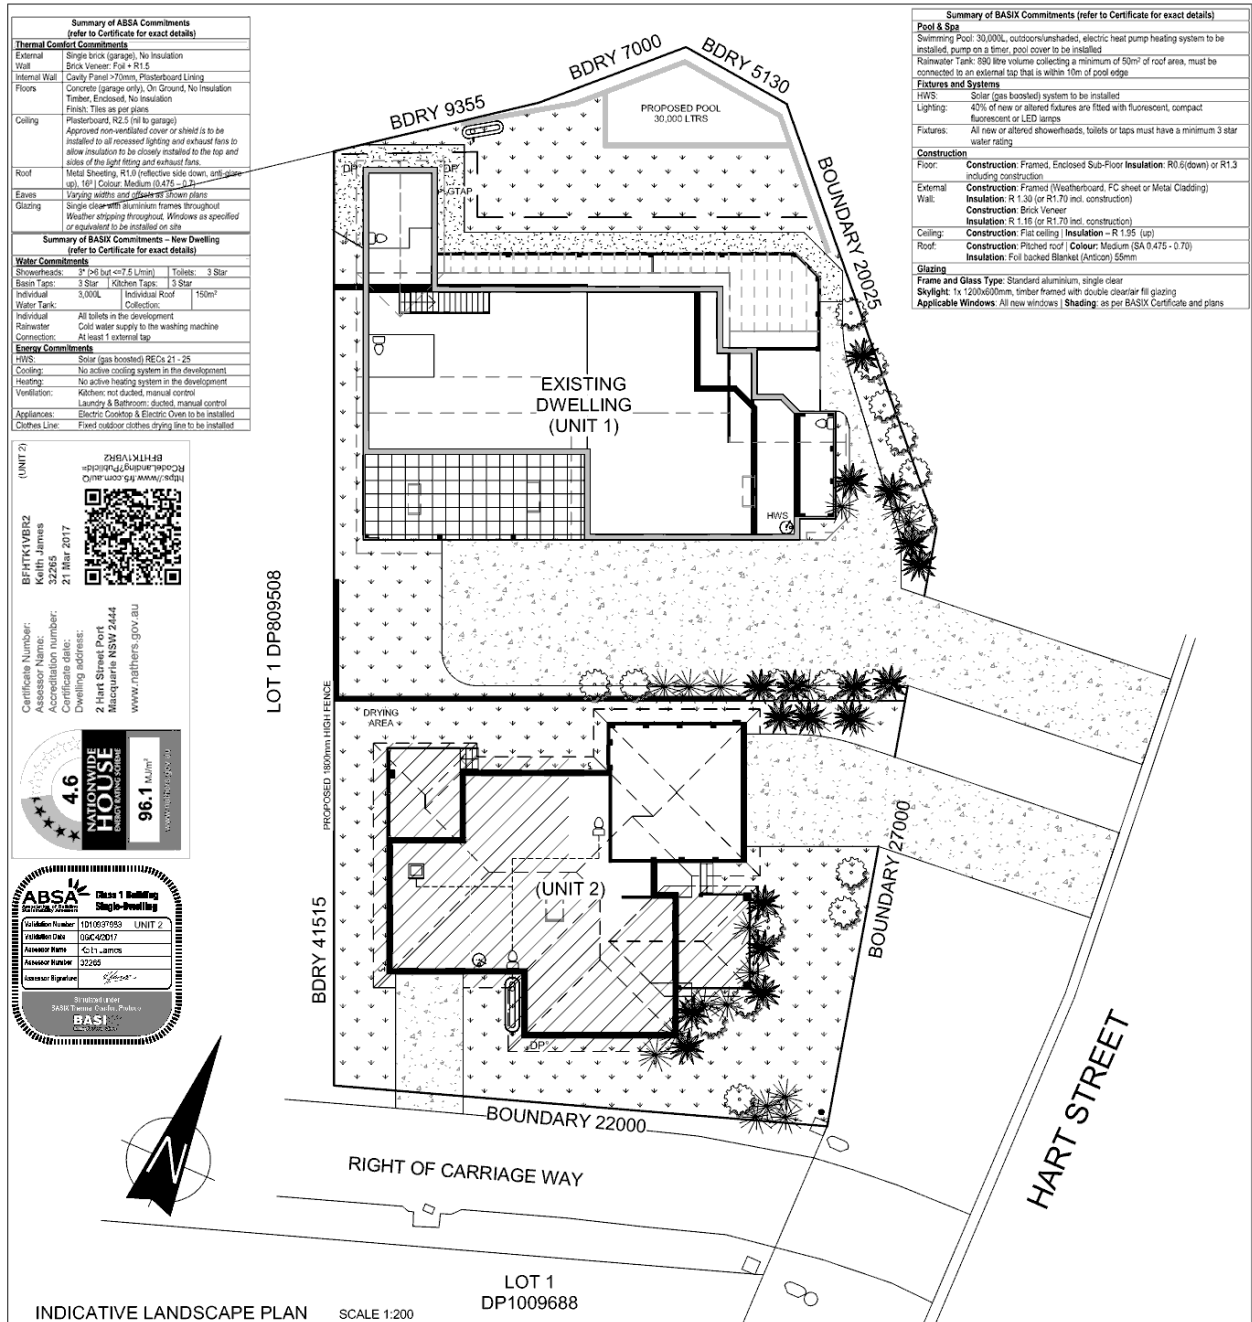 Summary of ABSA Commitments
(refer to Certificate for exact details)
Thermal Comfort Commitments
External Wall Single brick (garage), No Insulation
Brick Veneer: Foil + R1.5
Internal Wall Cavity Panel >70mm, Plasterboard Lining
Floors Concrete (garage only), On Ground, No Insulation
Timber, Enclosed, No Insulation
Finish: Tiles as per plans
Ceiling Plasterboard, R2.5 (nil to garage)
Approved non-ventilated cover or shield is to be
installed to all recessed lighting and exhaust fans to
allow insulation to be closely installed to the top and
sides of the light fitting and exhaust fans.
Roof Metal Sheeting, R1.0 (reflective side down, anti-glare
up), 16º | Colour: Medium (0.475 – 0.7)
Eaves Varying widths and offsets as shown plans
Glazing Single clear with aluminium frames throughout
Weather stripping throughout, Windows as specified
or equivalent to be installed on site
Summary of BASIX Commitments – New Dwelling
(refer to Certificate for exact details)
Water Commitments
Showerheads: 3* (>6 but <=7.5 L/min) Toilets: 3 Star
Basin Taps: 3 Star Kitchen Taps: 3 Star
Individual Water Tank: 3,000L Individual Roof Collection: 150m²
Individual Rainwater Connection: All toilets in the development
Cold water supply to the washing machine
At least 1 external tap
Energy Commitments
HWS: Solar (gas boosted) RECs 21 - 25
Cooling: No active cooling system in the development
Heating: No active heating system in the development
Ventilation: Kitchen: not ducted, manual control
Laundry & Bathroom: ducted, manual control
Appliances: Electric Cooktop & Electric Oven to be installed
Clothes Line: Fixed outdoor clothes drying line to be installed
Summary of BASIX Commitments (refer to Certificate for exact details)
Pool & Spa
Swimming Pool: 30,000L, outdoors/unshaded, electric heat pump heating system to be
installed, pump on a timer, pool cover to be installed
Rainwater Tank: 890 litre volume collecting a minimum of 50m² of roof area, must be
connected to an external tap that is within 10m of pool edge
Fixtures and Systems
HWS: Solar (gas boosted) system to be installed
Lighting: 40% of new or altered fixtures are fitted with fluorescent, compact
fluorescent or LED lamps
Fixtures: All new or altered showerheads, toilets or taps must have a minimum 3 star
water rating
Construction
Floor: Construction: Framed, Enclosed Sub-Floor Insulation: R0.6(down) or R1.3
including construction
External Wall: Construction: Framed (Weatherboard, FC sheet or Metal Cladding)
Insulation: R 1.30 (or R1.70 incl. construction)
Construction: Brick Veneer
Insulation: R 1.16 (or R1.70 incl. construction)
Ceiling: Construction: Flat ceiling | Insulation – R 1.95 (up)
Roof: Construction: Pitched roof | Colour: Medium (SA 0.475 - 0.70)
Insulation: Foil backed Blanket (Anticon) 55mm
Glazing
Frame and Glass Type: Standard aluminium, single clear
Skylight: 1x 1200x600mm, timber framed with double clear/air fill glazing
Applicable Windows: All new windows | Shading: as per BASIX Certificate and plans
BDRY 9355
BDRY 7000
BDRY 5130
PROPOSED POOL
30,000 LTRS
BOUNDARY 20025
DP
DP
EXISTING
DWELLING
(UNIT 1)
HWS
LOT 1 DP809508
DRYING
AREA
PROPOSED 1800mm HIGH FENCE
(UNIT 2)
DP
BDRY 41515
BOUNDARY 27000
BOUNDARY 22000
HART STREET
RIGHT OF CARRIAGE WAY
LOT 1
DP1009688
N
INDICATIVE LANDSCAPE PLAN SCALE 1:200
(UNIT 2)
Certificate Number: BFHTK1VBR2
Assessor Name: Keith James
Accreditation number: 32265
Certificate date: 21 Mar 2017
Dwelling address:
2 Hart Street Port
Macquarie NSW 2444
www.nathers.gov.au
BFHTK1VBR2
4.6
NATIONWIDE
HOUSE
ENERGY RATING SCHEME
96.1 MJ/m²
ABSA
Class 1 Building
Single-Dwelling
Validation Number UNIT 2
Validation Date 06/04/2017
Assessor Name Keith James
Assessor Number 32265
Assessor Signature
BASIX Thermal Comfort Protocol
BASIX